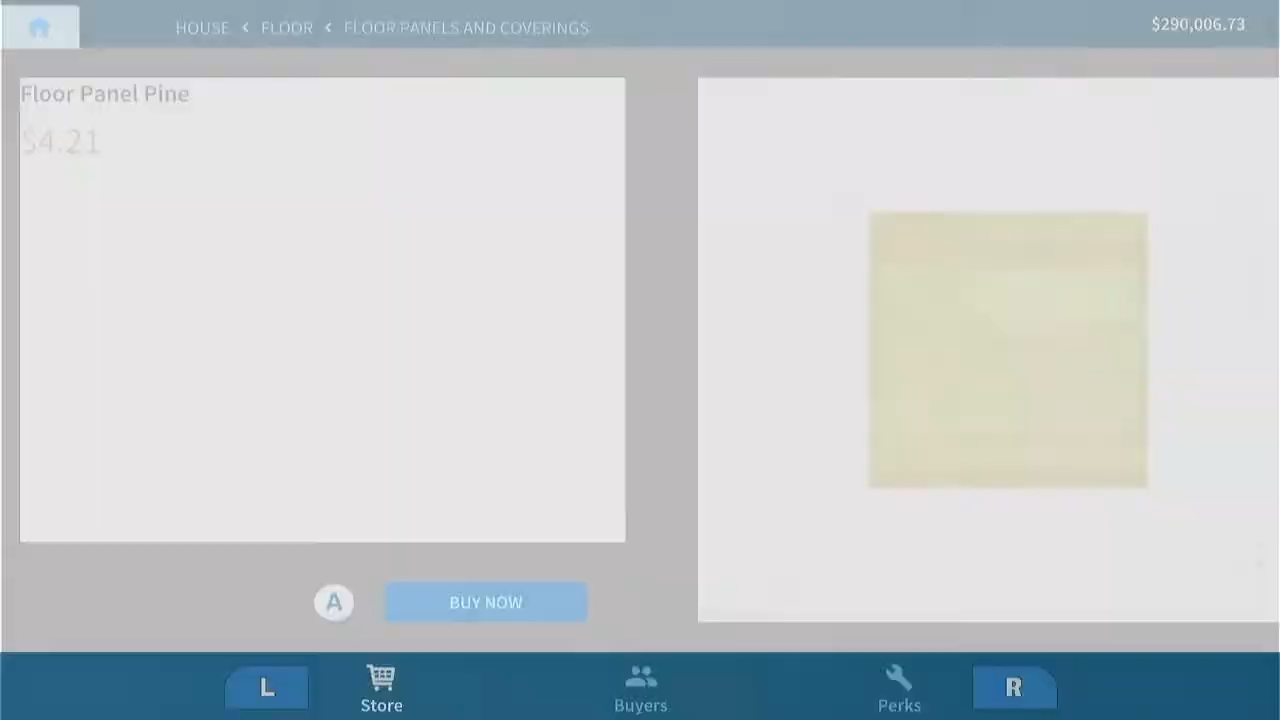 HOUSE < FLOOR < FLOOR PANELS AND COVERINGS
$290,006.73
Floor Panel Pine
$4.21
A BUY NOW
L Store Buyers Perks R